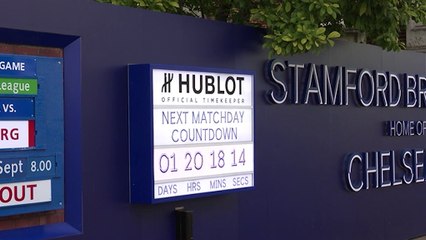 GAME
League
VS.
RG
Sept 8.00
OUT
HUBLOT
OFFICIAL TIMEKEEPER
NEXT MATCHDAY
COUNTDOWN
01 20 18 14
DAYS HRS MINS SECS
STAMFORD BR
HOME OF
CHELSE